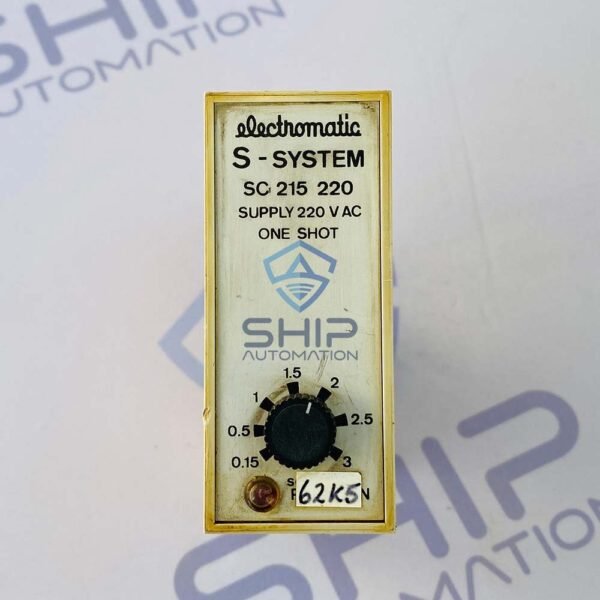 SHIP
AUTOMATION
electromatic
S - SYSTEM
SC 215 220
SUPPLY 220 V AC
ONE SHOT
SHIP
AUTOMATION
1.5
1
2
0.5
2.5
0.15
3
62K5
SHIP
AUTOMATION